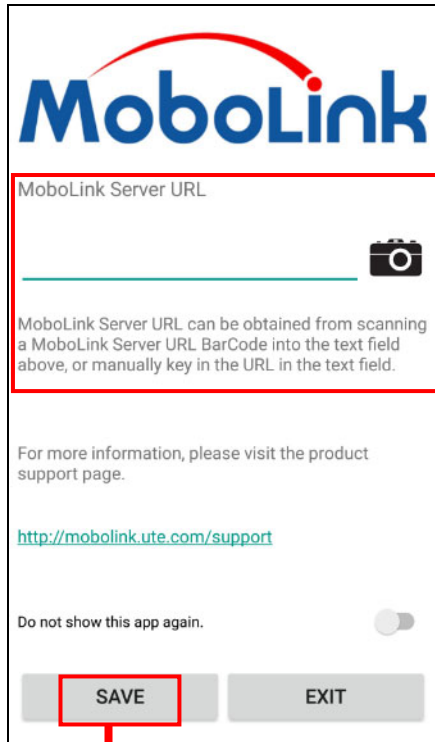 MoboLink
MoboLink Server URL
MoboLink Server URL can be obtained from scanning
a MoboLink Server URL BarCode into the text field
above, or manually key in the URL in the text field.
For more information, please visit the product
support page.
http://mobolink.ute.com/support
Do not show this app again.
SAVE
EXIT